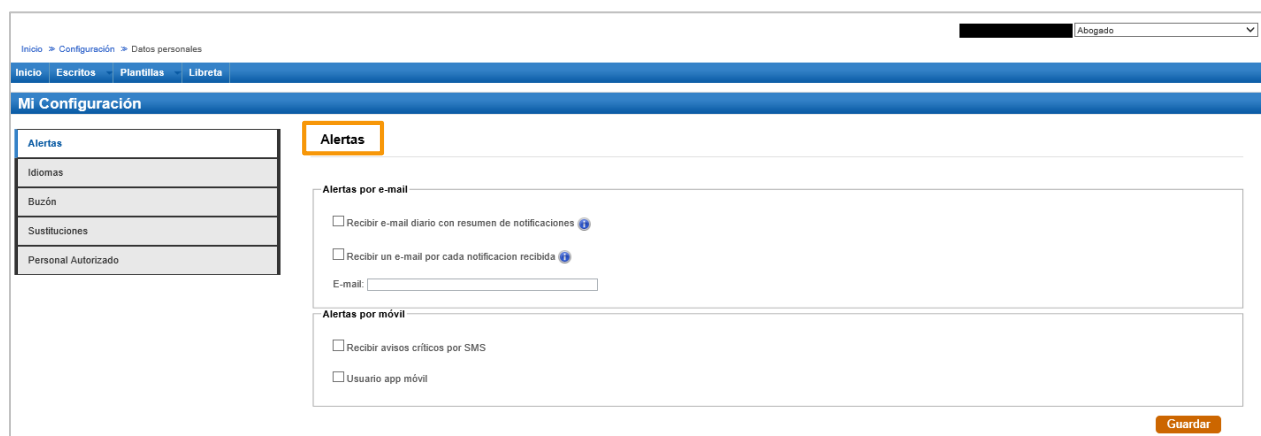 Abogado
Inicio ≫ Configuración ≫ Datos personales
Inicio Escritos Plantillas Libreta
Mi Configuración
Alertas
Idiomas
Buzón
Sustituciones
Personal Autorizado
Alertas
Alertas por e-mail
Recibir e-mail diario con resumen de notificaciones
Recibir un e-mail por cada notificacion recibida
E-mail:
Alertas por móvil
Recibir avisos críticos por SMS
Usuario app móvil
Guardar